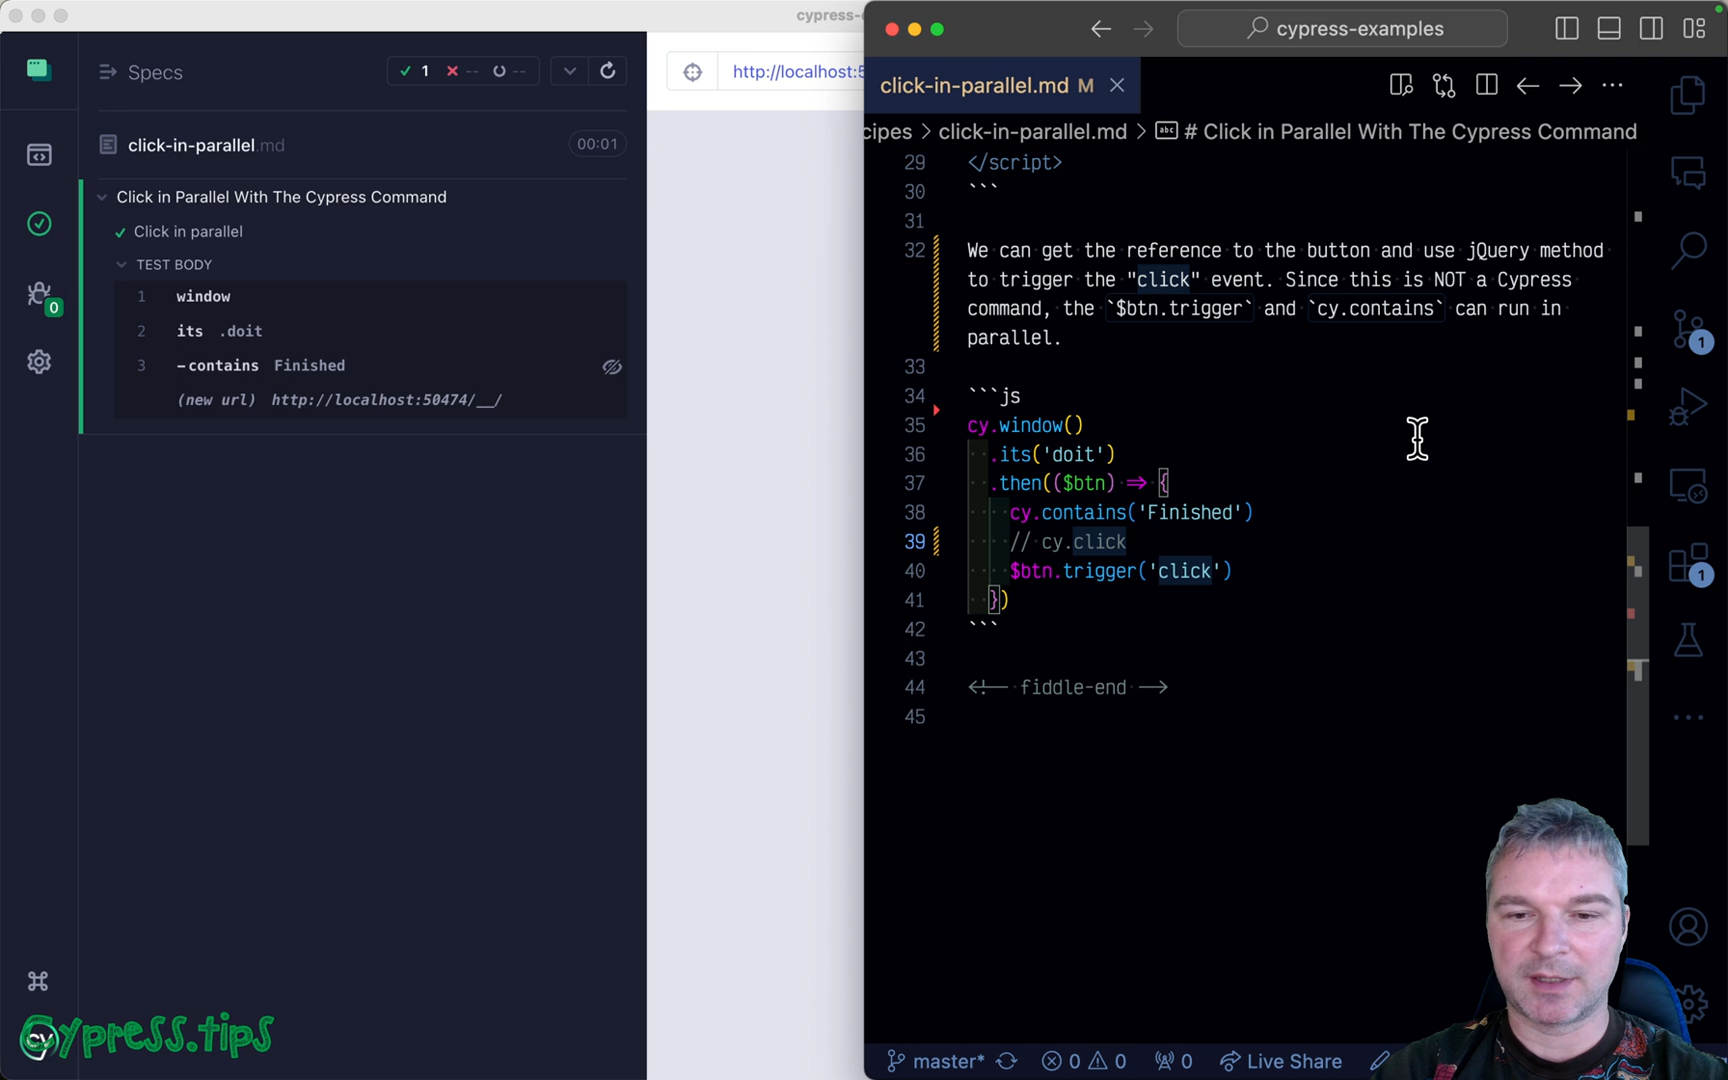 cypress-
Specs
1
--
--
click-in-parallel.md
00:01
Click in Parallel With The Cypress Command
Click in parallel
TEST BODY
1 window
2 its .doit
3 -contains Finished
(new url) http://localhost:50474/__/
0
cy
Cypress.tips
http://localhost:5
cypress-examples
click-in-parallel.md M
cipes > click-in-parallel.md > abc # Click in Parallel With The Cypress Command
29 </script>
30 ```
31
32 We can get the reference to the button and use jQuery method
to trigger the "click" event. Since this is NOT a Cypress
command, the `$btn.trigger` and `cy.contains` can run in
parallel.
33
34 ```js
35 cy.window()
36 .its('doit')
37 .then(($btn) => {
38 cy.contains('Finished')
39 // cy.click
40 $btn.trigger('click')
41 })
42 ```
43
44 <!-- fiddle-end -->
45
1
1
master* 0 0 0 Live Share